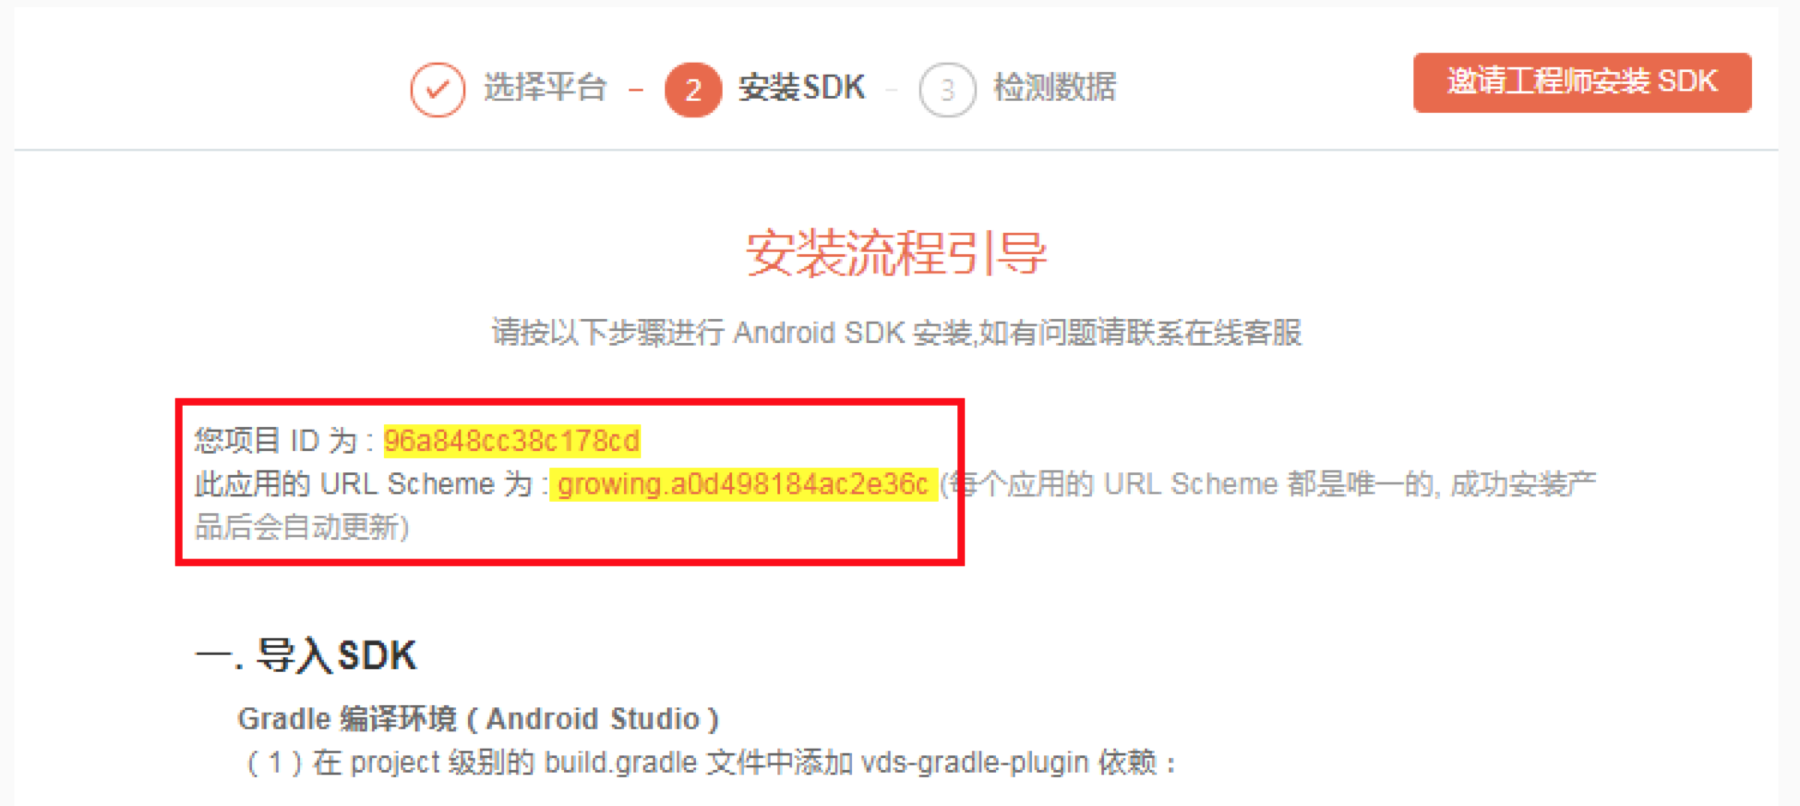 选择平台 - 2 安装SDK - 3 检测数据 邀请工程师安装 SDK
安装流程引导
请按以下步骤进行 Android SDK 安装,如有问题请联系在线客服
您项目 ID 为 : 96a848cc38c178cd
此应用的 URL Scheme 为 : growing.a0d498184ac2e36c (每个应用的 URL Scheme 都是唯一的, 成功安装产
品后会自动更新)
一. 导入SDK
Gradle 编译环境 ( Android Studio )
( 1 ) 在 project 级别的 build.gradle 文件中添加 vds-gradle-plugin 依赖 :